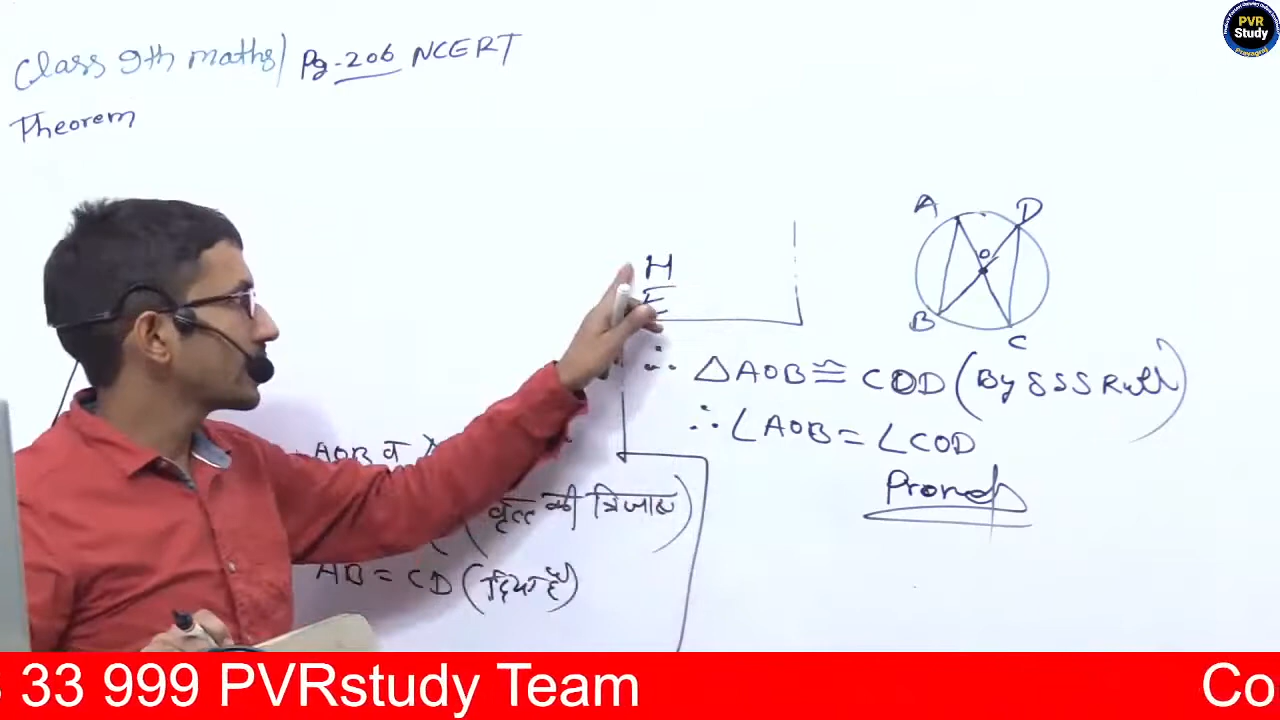 Class 9th maths/ Pg-206 NCERT
Theorem
PVR
Study
Prayagraj
A D
O
B
C
H
E
∴ △AOB ≅ COD (By SSS Rule)
∴ ∠AOB = ∠COD
Proved
AOB व
(वृत्त की त्रिज्याए)
AB = CD (दिया है)
33 999 PVRstudy Team
Co